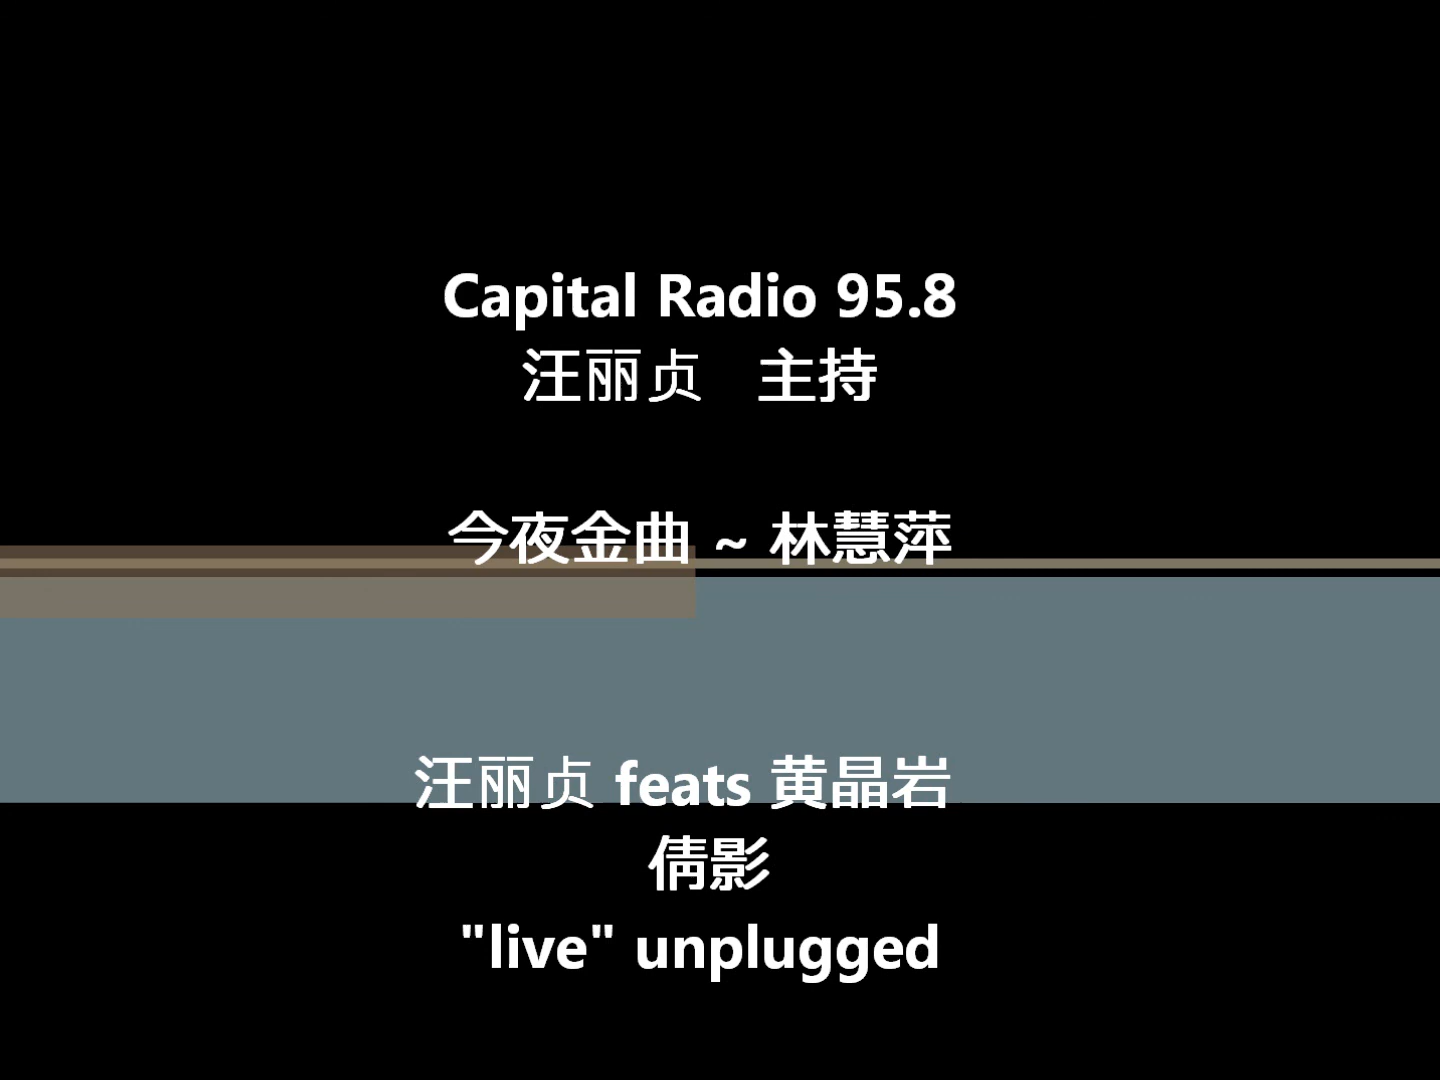 Capital Radio 95.8
汪丽贞 主持
今夜金曲 ~ 林慧萍
汪丽贞 feats 黄晶岩
倩影
"live" unplugged